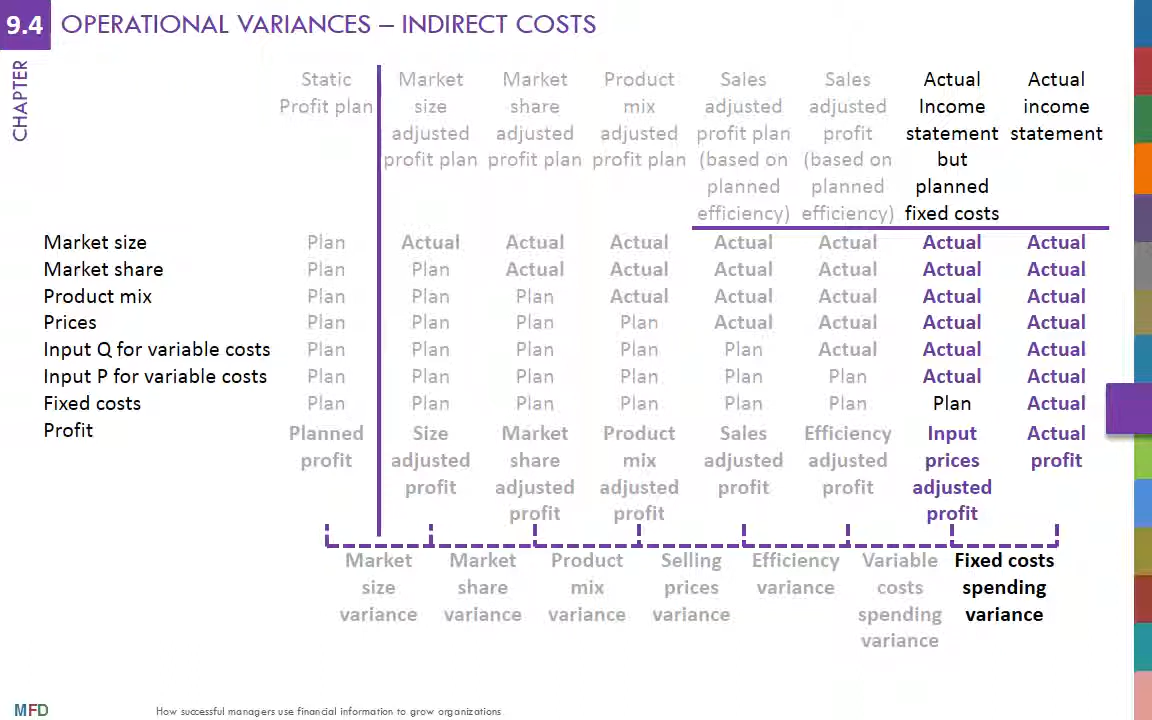 9.4 OPERATIONAL VARIANCES – INDIRECT COSTS
CHAPTER
Static Profit plan
Market size adjusted profit plan
Market share adjusted profit plan
Product mix adjusted profit plan
Sales adjusted profit plan (based on planned efficiency)
Sales adjusted profit (based on planned efficiency)
Actual Income statement but planned fixed costs
Actual income statement
Market size Plan Actual Actual Actual Actual Actual Actual Actual
Market share Plan Plan Actual Actual Actual Actual Actual Actual
Product mix Plan Plan Plan Actual Actual Actual Actual Actual
Prices Plan Plan Plan Plan Actual Actual Actual Actual
Input Q for variable costs Plan Plan Plan Plan Plan Actual Actual Actual
Input P for variable costs Plan Plan Plan Plan Plan Plan Actual Actual
Fixed costs Plan Plan Plan Plan Plan Plan Plan Actual
Profit
Planned profit
Size adjusted profit
Market share adjusted profit
Product mix adjusted profit
Sales adjusted profit
Efficiency adjusted profit
Input prices adjusted profit
Actual profit
Market size variance
Market share variance
Product mix variance
Selling prices variance
Efficiency variance
Variable costs spending variance
Fixed costs spending variance
MFD
How successful managers use financial information to grow organizations